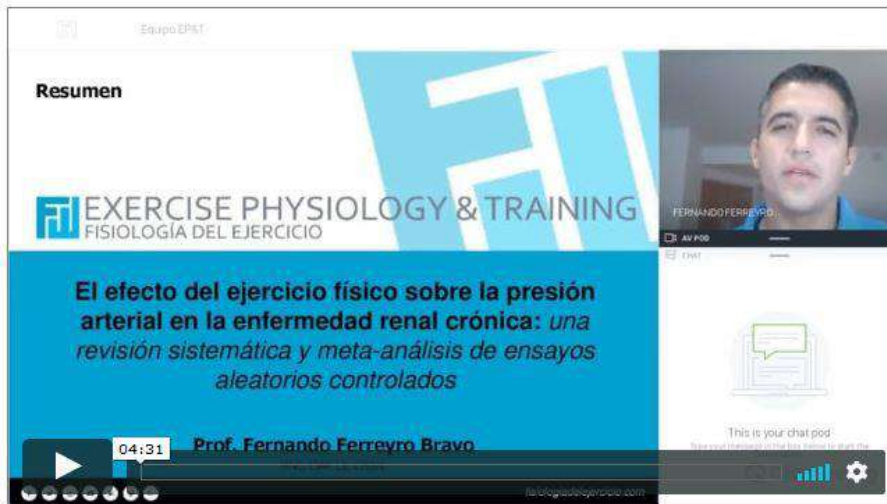 Equipo EP&T
Resumen
EXERCISE PHYSIOLOGY & TRAINING
FISIOLOGÍA DEL EJERCICIO
FERNANDO FERREYRO
AV POD
CHAT
El efecto del ejercicio físico sobre la presión
arterial en la enfermedad renal crónica: una
revisión sistemática y meta-análisis de ensayos
aleatorios controlados
This is your chat pod
04:31
Prof. Fernando Ferreyro Bravo
fisiologiadelejercicio.com